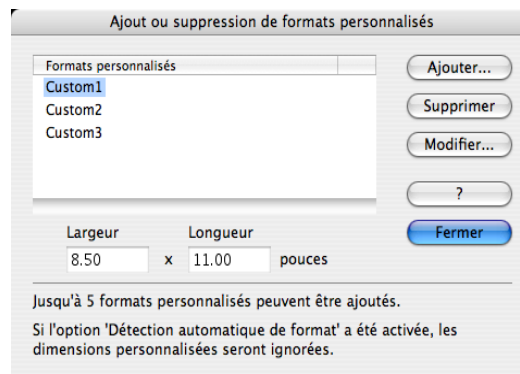 Ajout ou suppression de formats personnalisés
Formats personnalisés
Custom1
Custom2
Custom3
Ajouter...
Supprimer
Modifier...
?
Fermer
Largeur Longueur
8.50 x 11.00 pouces
Jusqu'à 5 formats personnalisés peuvent être ajoutés.
Si l'option 'Détection automatique de format' a été activée, les
dimensions personnalisées seront ignorées.